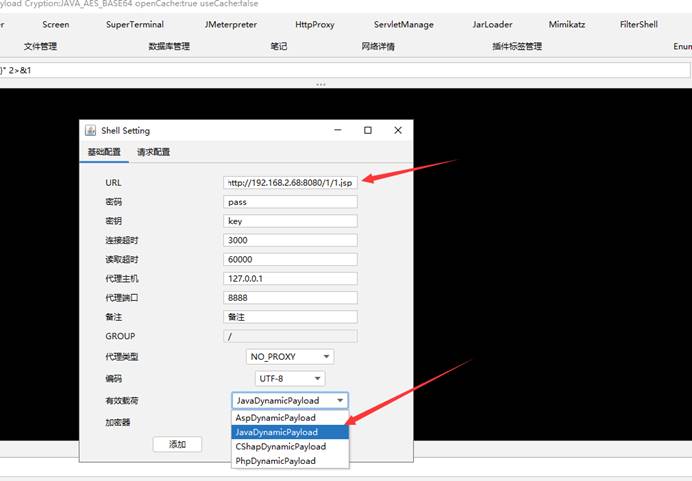 yload Cryption:JAVA_AES_BASE64 openCache:true useCache:false
er Screen SuperTerminal JMeterpreter HttpProxy ServletManage JarLoader Mimikatz FilterShell
文件管理 数据库管理 笔记 网络详情 插件标签管理 Enum
}" 2>&1
Shell Setting
基础配置 请求配置
URL http://192.168.2.68:8080/1/1.jsp
密码 pass
密钥 key
连接超时 3000
读取超时 60000
代理主机 127.0.0.1
代理端口 8888
备注 备注
GROUP /
代理类型 NO_PROXY
编码 UTF-8
有效载荷 JavaDynamicPayload
AspDynamicPayload
加密器 JavaDynamicPayload
添加 CShapDynamicPayload
PhpDynamicPayload